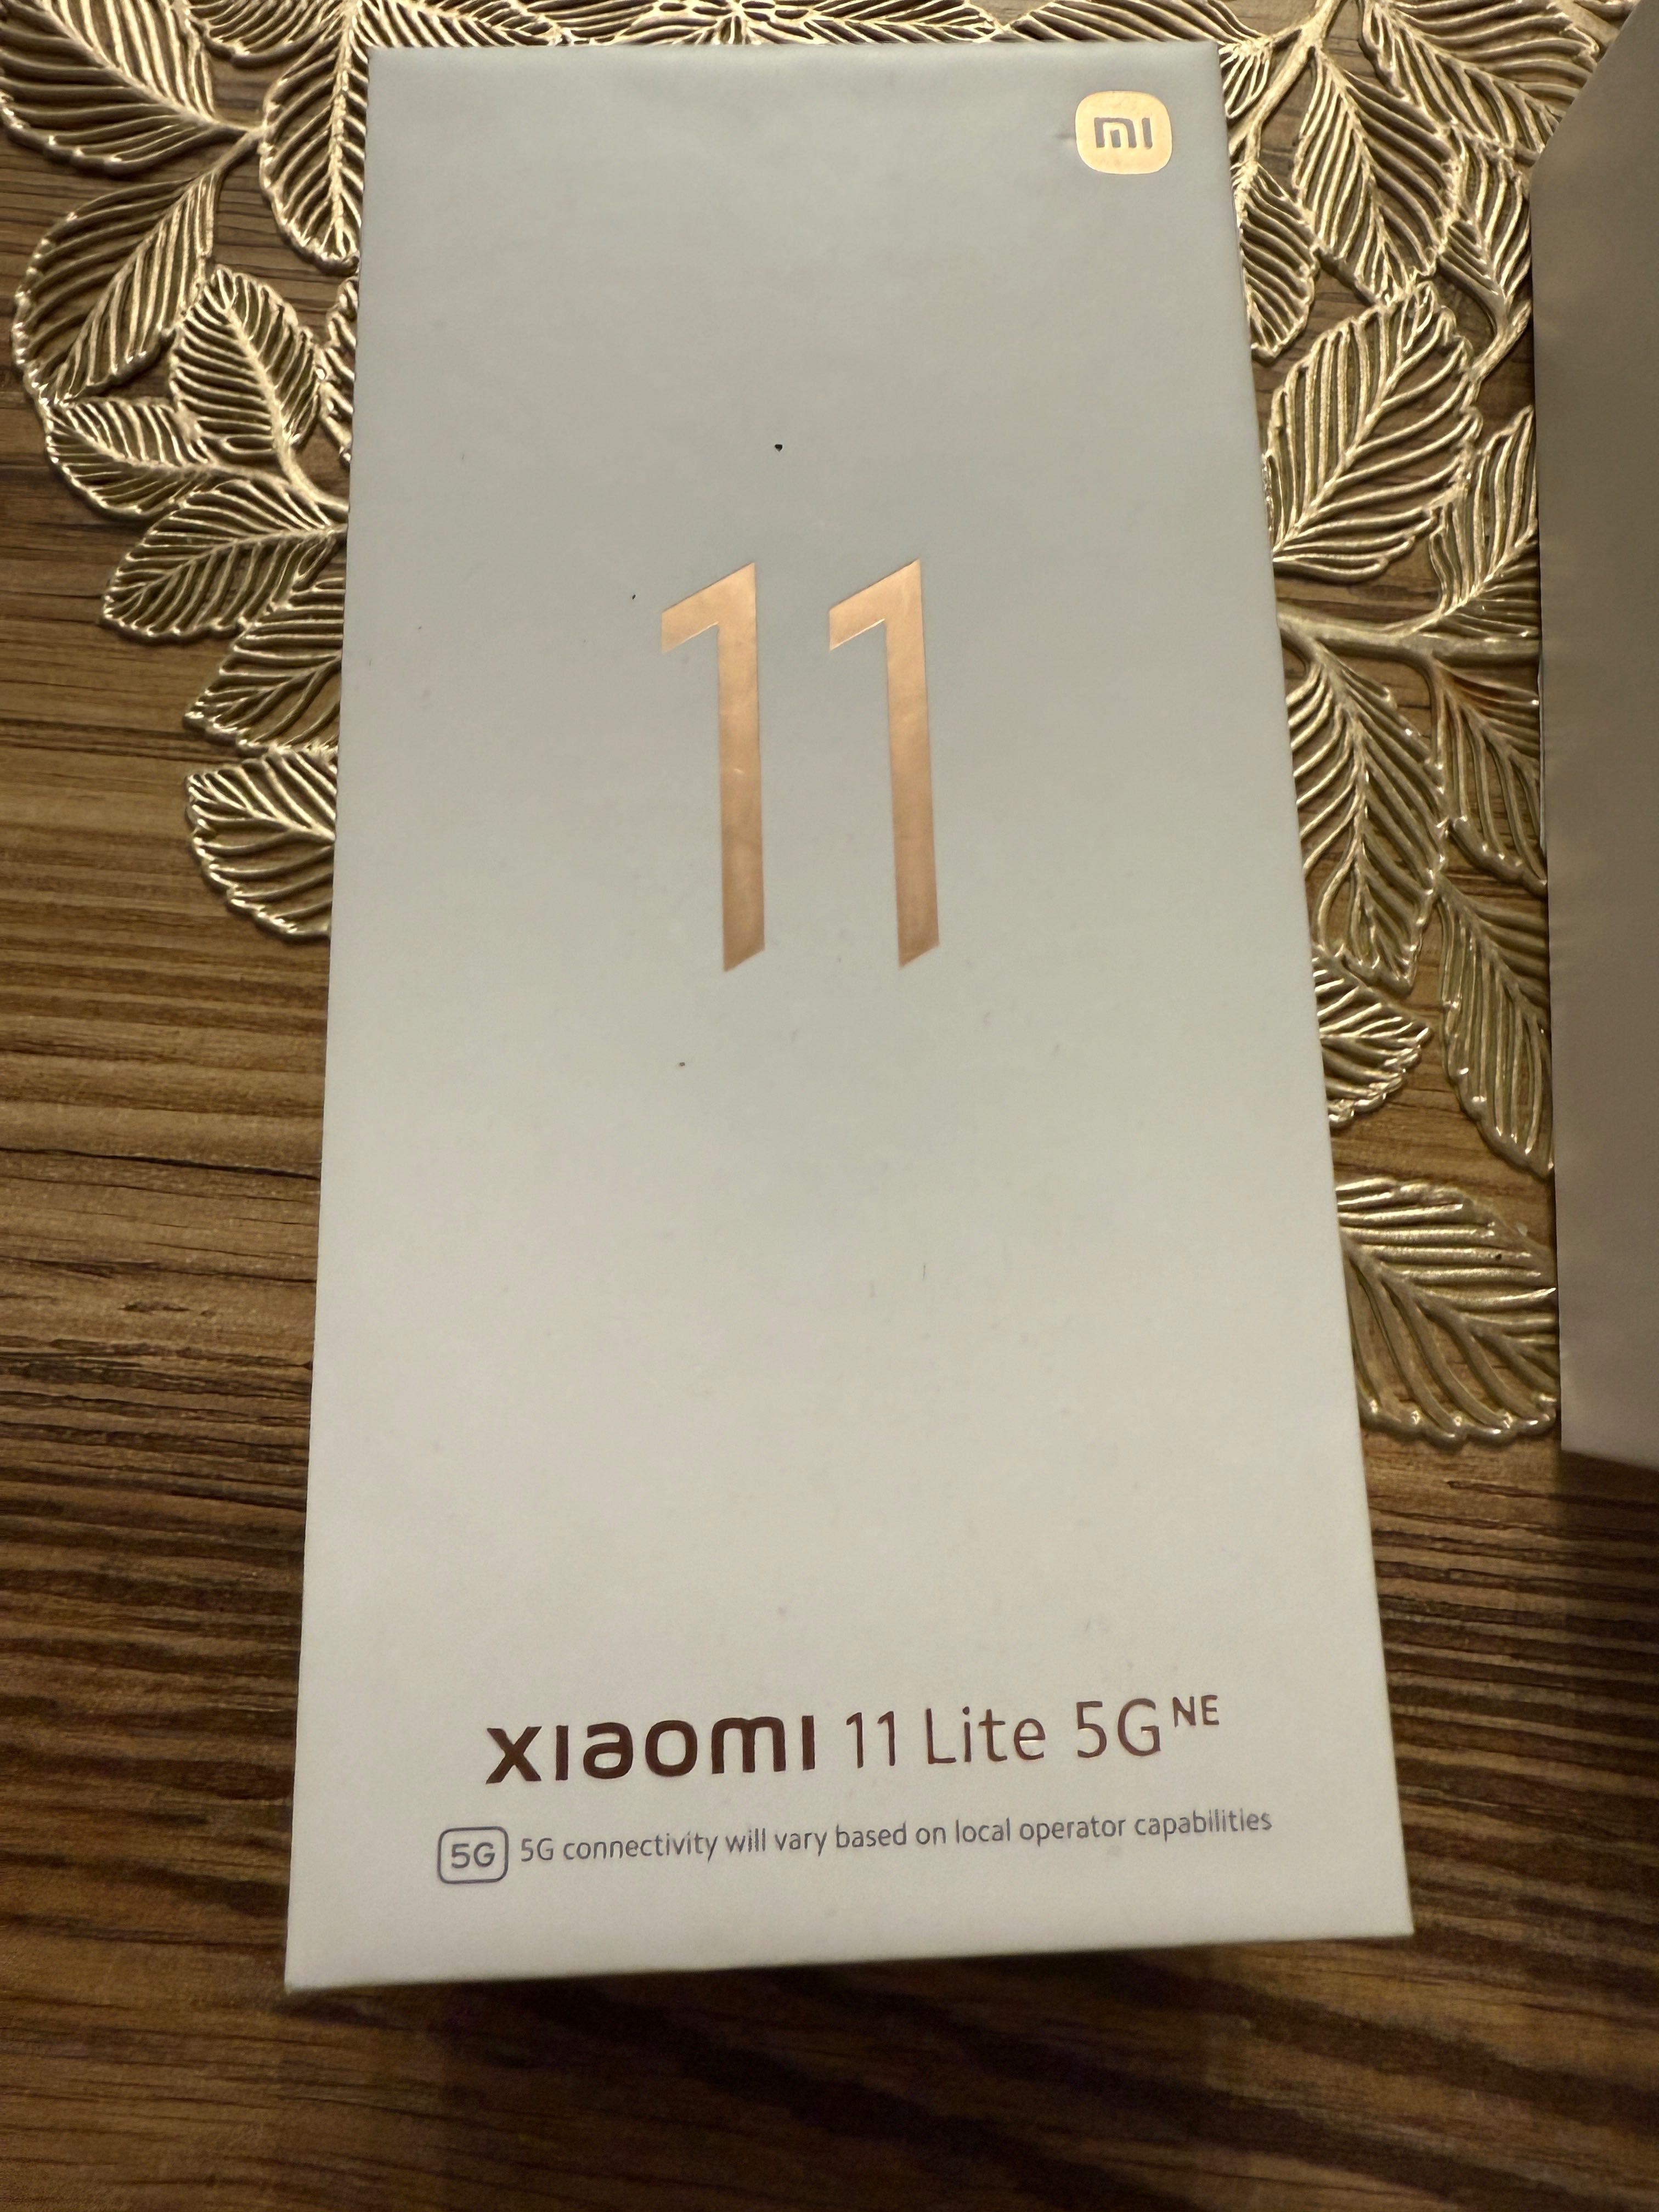 mi
11
xiaomi 11 Lite 5G NE
5G 5G connectivity will vary based on local operator capabilities